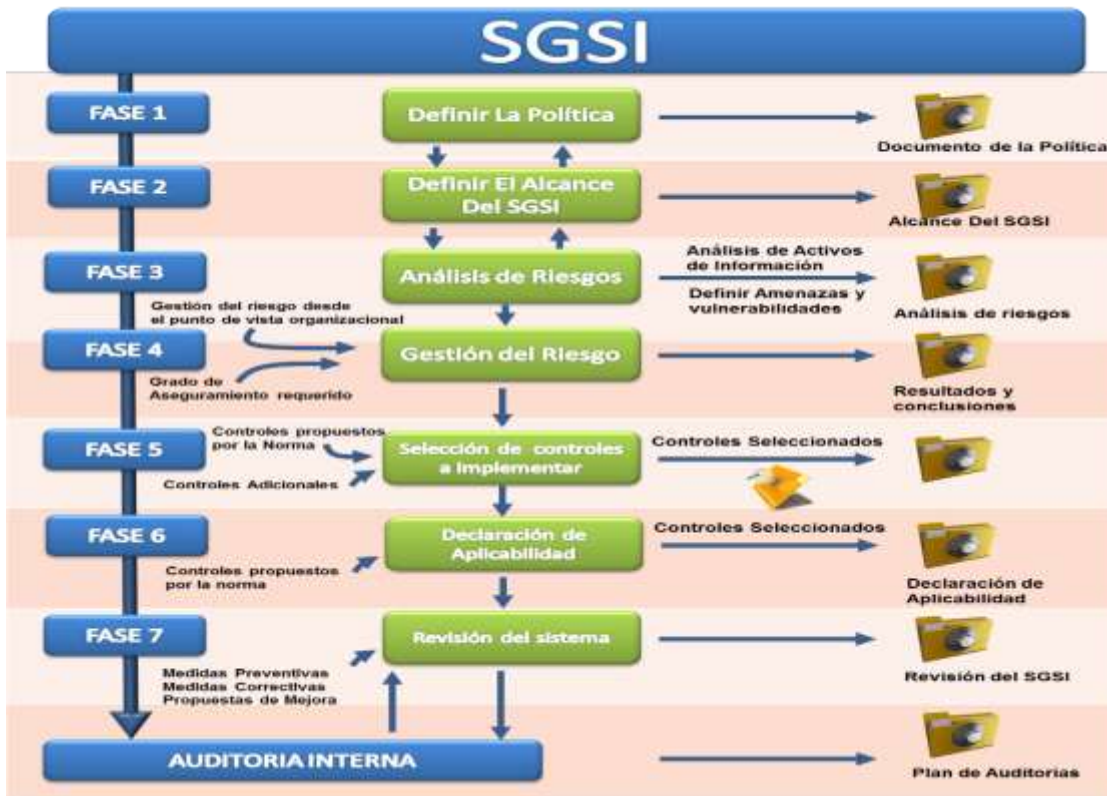 SGSI
FASE 1
Definir La Política
Documento de la Política
FASE 2
Definir El Alcance
Del SGSI
Alcance Del SGSI
FASE 3
Análisis de Riesgos
Análisis de Activos
de Información
Definir Amenazas y
vulnerabilidades
Análisis de riesgos
Gestión del riesgo desde
el punto de vista organizacional
FASE 4
Gestión del Riesgo
Grado de
Aseguramiento requerido
Resultados y
conclusiones
Controles propuestos
por la Norma
FASE 5
Selección de controles
a Implementar
Controles Seleccionados
Controles Adicionales
FASE 6
Declaración de
Aplicabilidad
Controles Seleccionados
Controles propuestos
por la norma
Declaración de
Aplicabilidad
FASE 7
Revisión del sistema
Medidas Preventivas
Medidas Correctivas
Propuestas de Mejora
Revisión del SGSI
AUDITORIA INTERNA
Plan de Auditorias